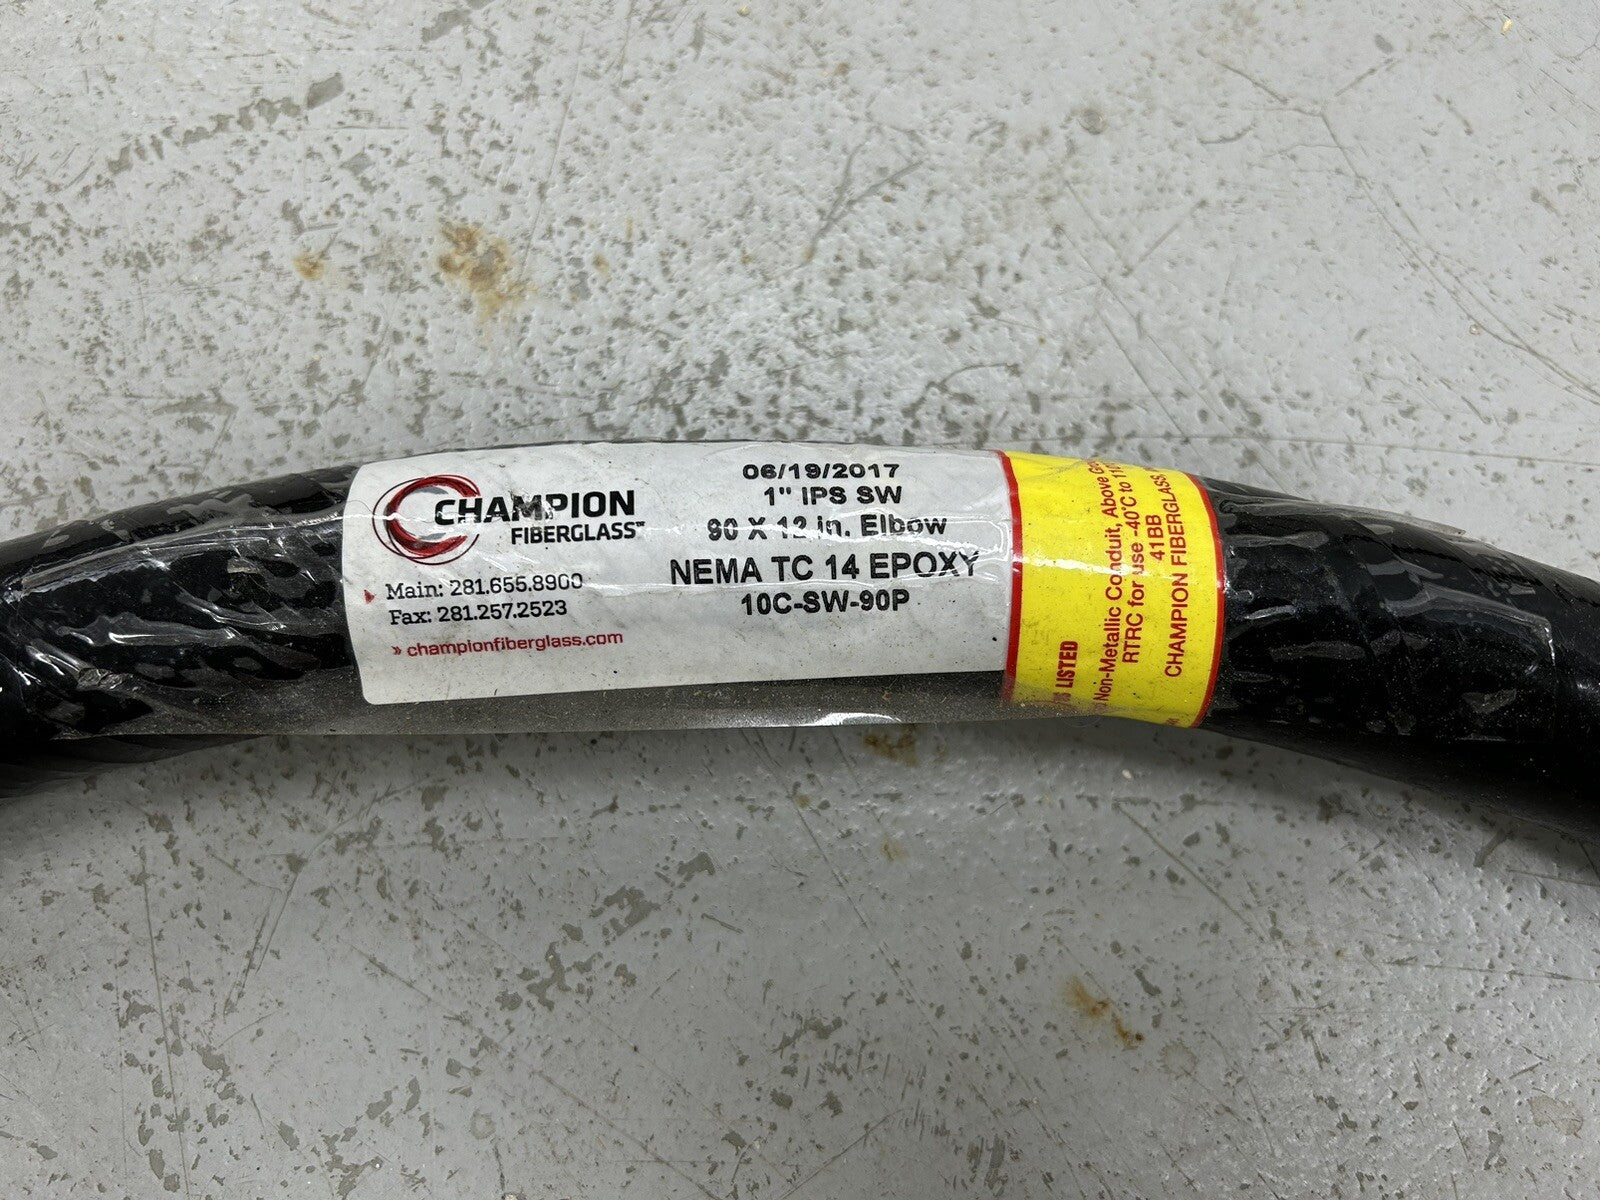 CHAMPION
FIBERGLASS™
Main: 281.655.8900
Fax: 281.257.2523
» championfiberglass.com
06/19/2017
1" IPS SW
90 X 12 in. Elbow
NEMA TC 14 EPOXY
10C-SW-90P
LISTED
Non-Metallic Conduit, Above
RTRC for use -40°C to
41BB
CHAMPION FIBERGLASS,